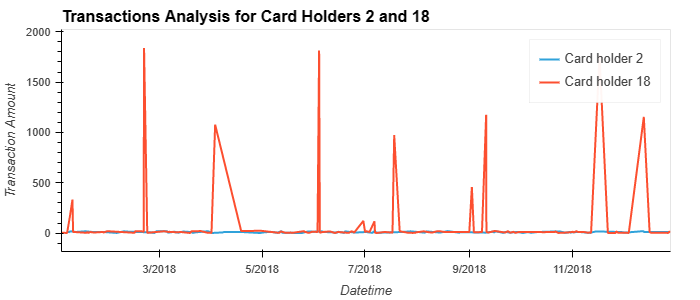 Transactions Analysis for Card Holders 2 and 18
2000
1500
1000
500
0
Transaction Amount
Card holder 2
Card holder 18
3/2018
5/2018
7/2018
9/2018
11/2018
Datetime